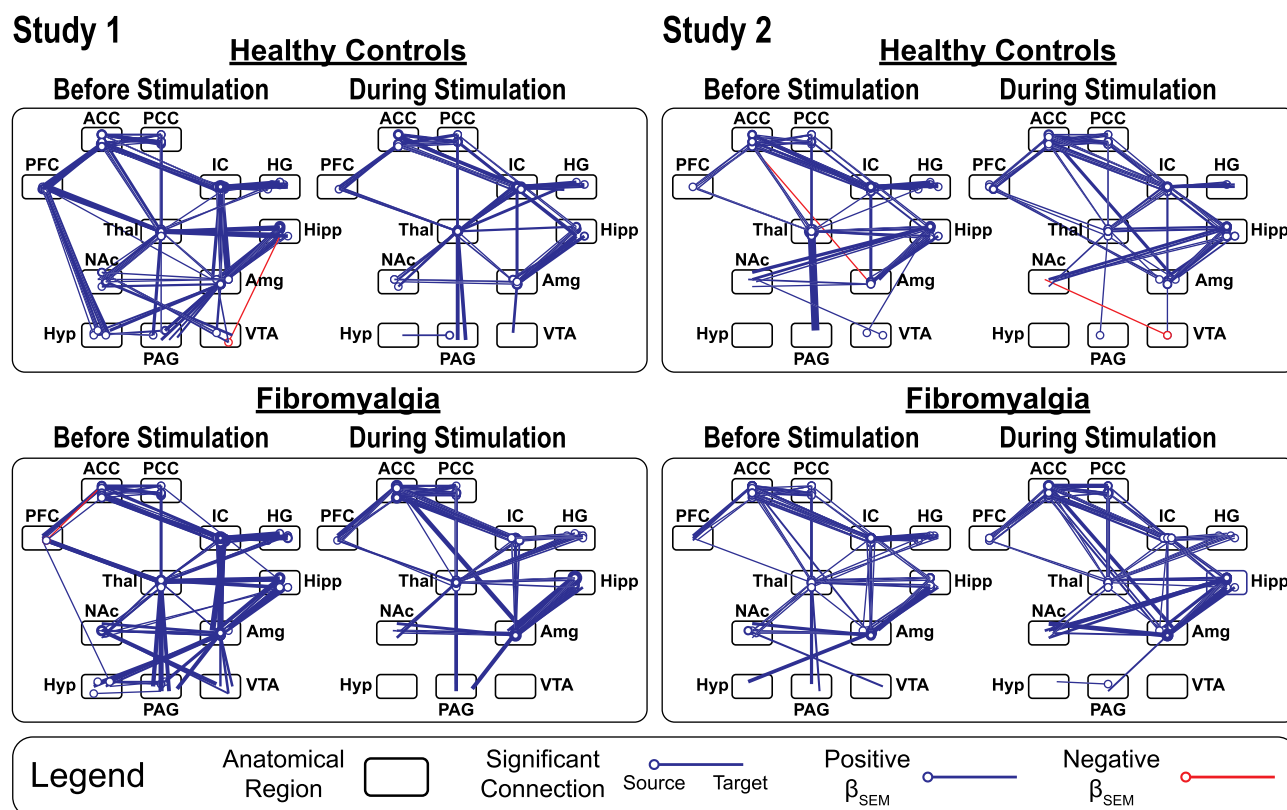 Study 1
Study 2
Healthy Controls
Healthy Controls
Before Stimulation
During Stimulation
Before Stimulation
During Stimulation
ACC PCC ACC PCC ACC PCC ACC PCC
PFC IC HG PFC IC HG PFC IC HG PFC IC HG
Thal Hipp Thal Hipp Thal Hipp Thal Hipp
NAc Amg NAc Amg NAc Amg NAc Amg
Hyp VTA Hyp VTA Hyp VTA Hyp VTA
PAG PAG PAG PAG
Fibromyalgia
Fibromyalgia
Before Stimulation
During Stimulation
Before Stimulation
During Stimulation
ACC PCC ACC PCC ACC PCC ACC PCC
PFC IC HG PFC IC HG PFC IC HG PFC IC HG
Thal Hipp Thal Hipp Thal Hipp Thal Hipp
NAc Amg NAc Amg NAc Amg NAc Amg
Hyp VTA Hyp VTA Hyp VTA Hyp VTA
PAG PAG PAG PAG
Legend
Anatomical
Region
Significant
Connection
Source Target
Positive
βSEM
Negative
βSEM